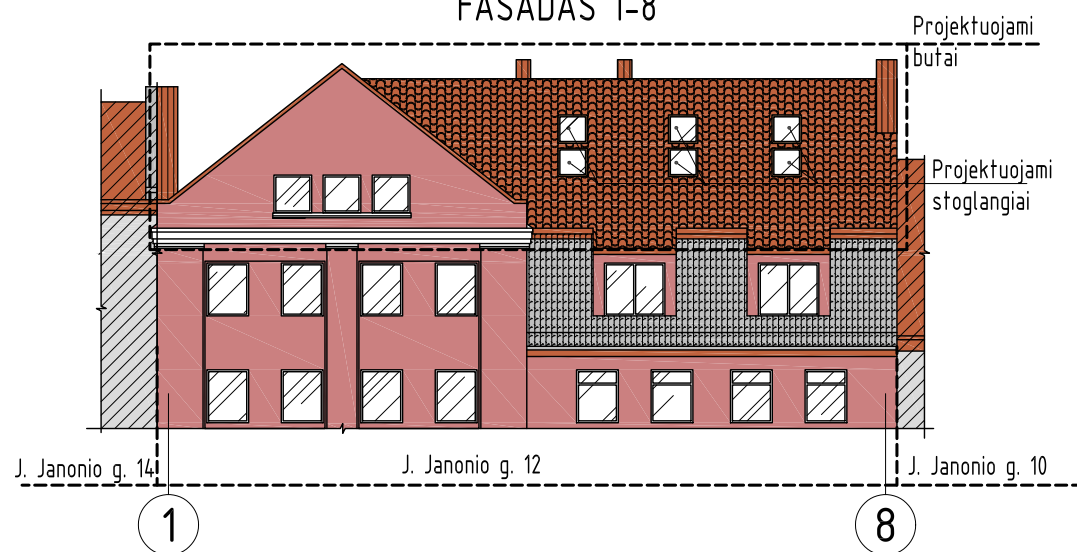 FASADAS 1-8
Projektuojami
butai
Projektuojami
stoglangiai
J. Janonio g. 14
J. Janonio g. 12
J. Janonio g. 10
1
8